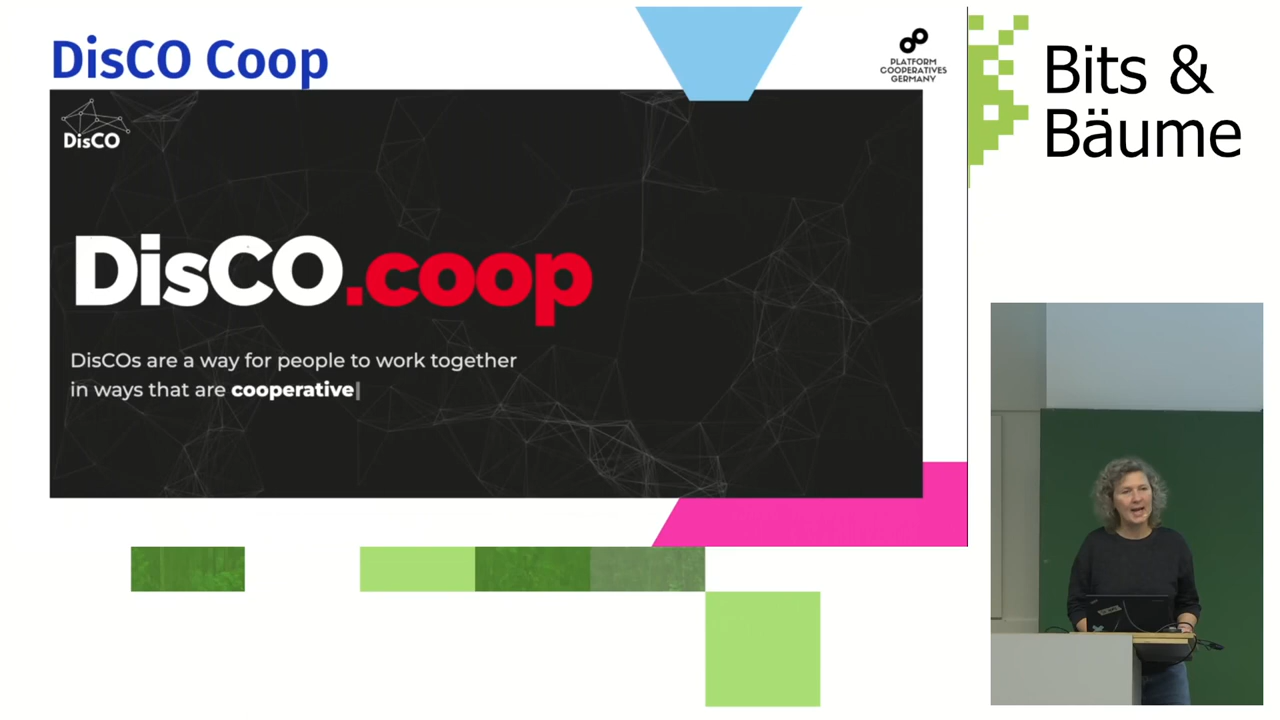 DisCO Coop
PLATFORM
COOPERATIVES
GERMANY
Bits &
Bäume
DisCO
DisCO.coop
DisCOs are a way for people to work together
in ways that are cooperative